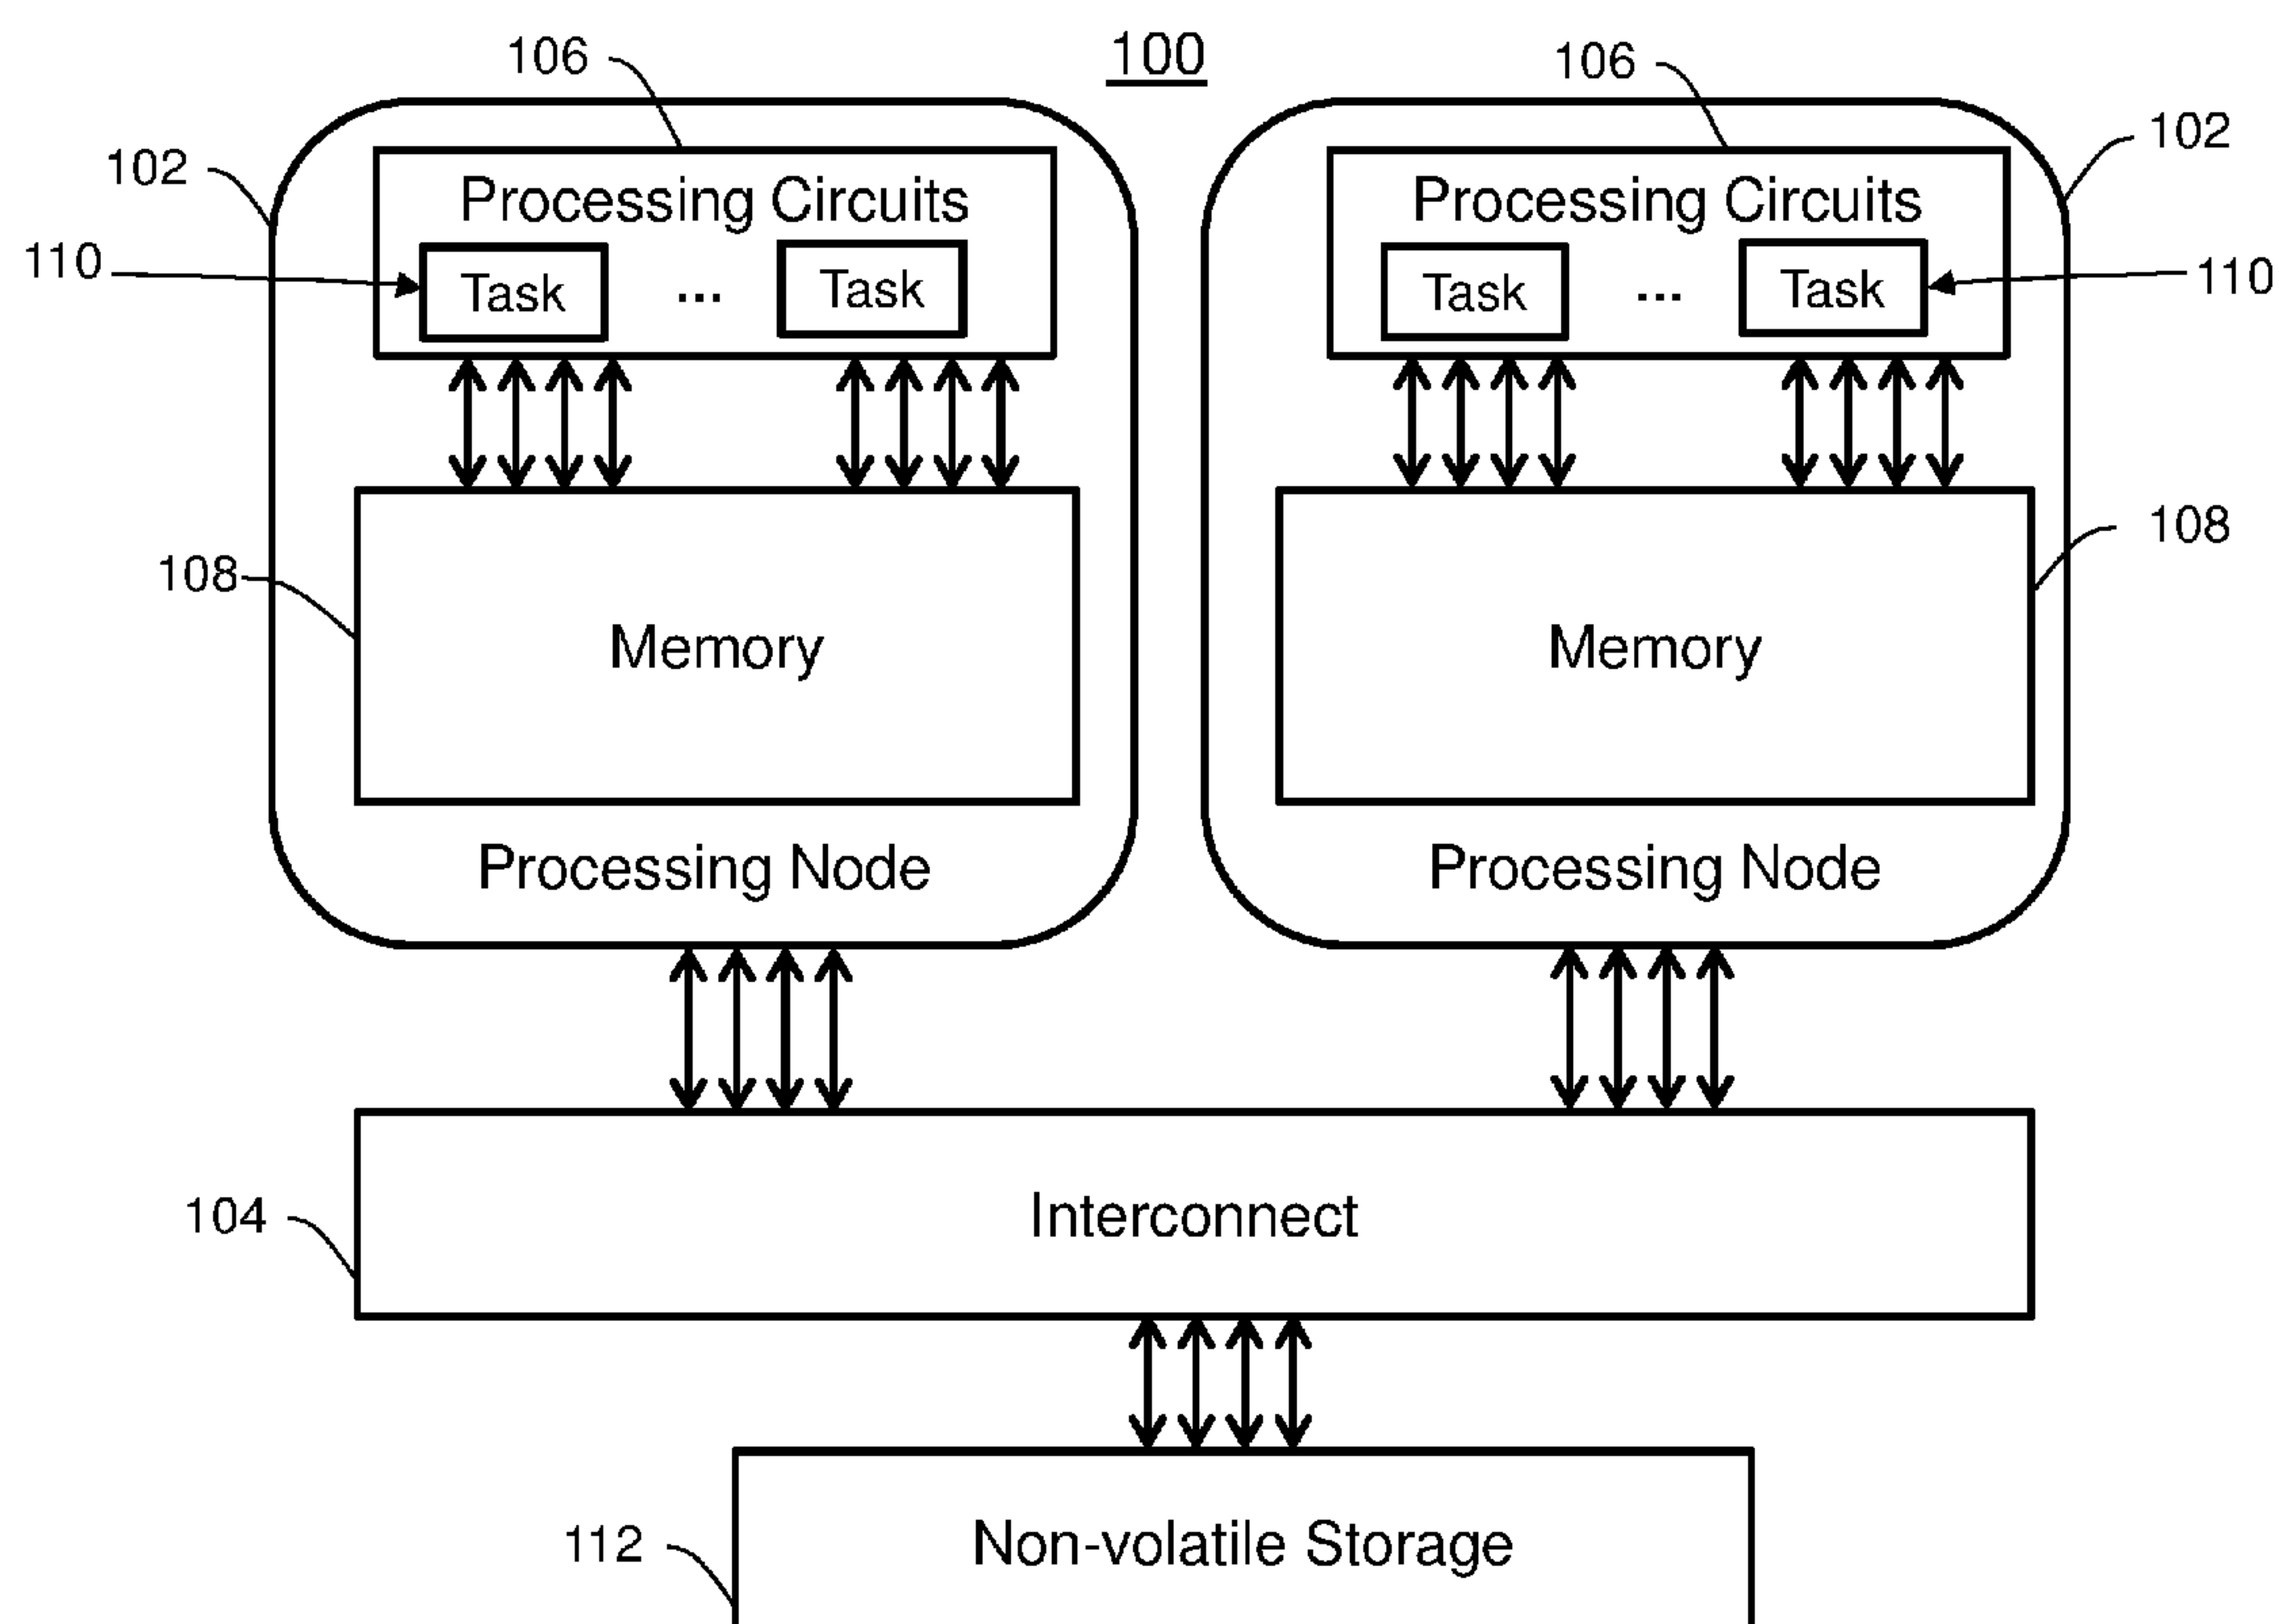 100
106
106
102
102
Processing Circuits
Processing Circuits
110
Task ... Task
Task ... Task
110
108
Memory
Memory
108
Processing Node
Processing Node
104
Interconnect
112
Non-volatile Storage